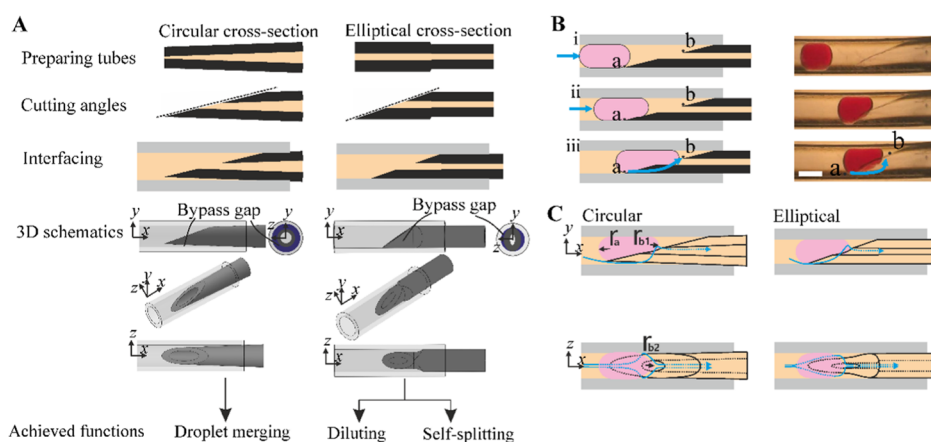 A
Circular cross-section
Elliptical cross-section
Preparing tubes
Cutting angles
Interfacing
3D schematics
y
x
Bypass gap
y
z
y
x
Bypass gap
y
z
y
z
x
y
z
x
z
x
z
x
Achieved functions
Droplet merging
Diluting
Self-splitting
B
i
a
b
ii
a
b
iii
a
b
a
b
C
Circular
Elliptical
y
x
ra
rb1
z
x
rb2